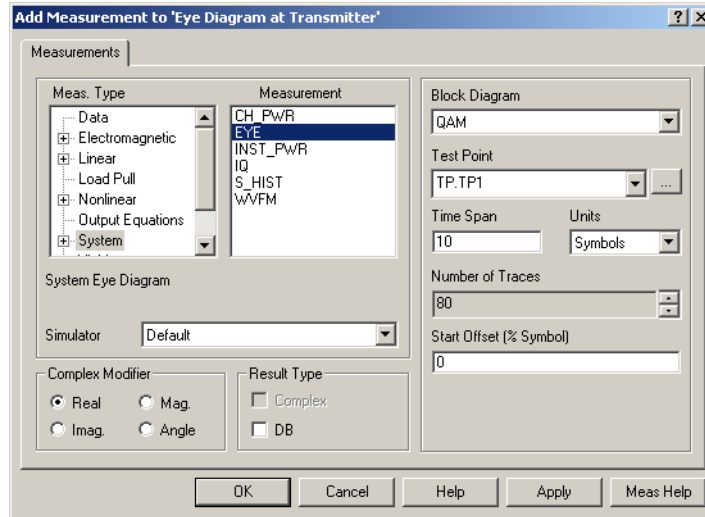 Add Measurement to 'Eye Diagram at Transmitter'
Measurements
Meas. Type
Data
Electromagnetic
Linear
Load Pull
Nonlinear
Output Equations
System
Measurement
CH_PWR
EYE
INST_PWR
IQ
S_HIST
WVFM
System Eye Diagram
Simulator
Default
Complex Modifier
Real
Mag.
Imag.
Angle
Result Type
Complex
DB
Block Diagram
QAM
Test Point
TP.TP1
...
Time Span
Units
10
Symbols
Number of Traces
80
Start Offset (% Symbol)
0
OK
Cancel
Help
Apply
Meas Help